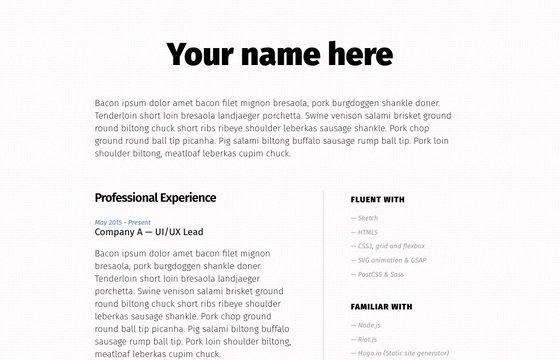 Your name here
Bacon ipsum dolor amet bacon filet mignon bresaola, pork burgdoggen shankle doner.
Tenderloin short loin bresaola landjaeger porchetta. Swine venison salami brisket ground
round biltong chuck short ribs ribeye shoulder leberkas sausage shankle. Pork chop
ground round ball tip picanha. Pig salami biltong buffalo sausage rump ball tip. Pork loin
shoulder biltong, meatloaf leberkas cupim chuck.
Professional Experience
May 2015 - Present
Company A — UI/UX Lead
Bacon ipsum dolor amet bacon filet mignon
bresaola, pork burgdoggen shankle doner.
Tenderloin short loin bresaola landjaeger
porchetta. Swine venison salami brisket ground
round biltong chuck short ribs ribeye shoulder
leberkas sausage shankle. Pork chop ground
round ball tip picanha. Pig salami biltong buffalo
sausage rump ball tip. Pork loin shoulder biltong,
meatloaf leberkas cupim chuck.
FLUENT WITH
— Sketch
— HTML5
— CSS3, grid and flexbox
— SVG animation & GSAP
— PostCSS & Sass
FAMILIAR WITH
— Node.js
— Riot.js
— Hugo.io (Static site generator)